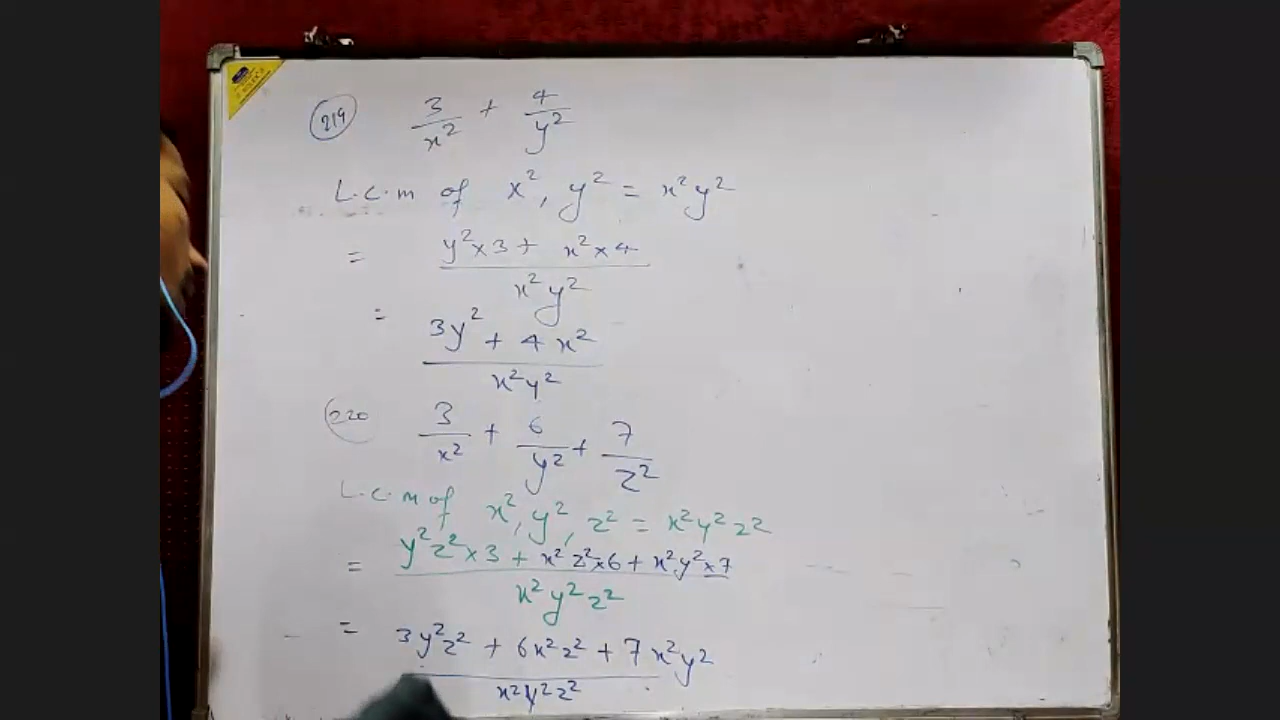 219 3/x² + 4/y²
L.C.M of x², y² = x²y²
= (y²×3 + x²×4)/(x²y²)
= (3y² + 4x²)/(x²y²)
220 3/x² + 6/y² + 7/z²
L.C.M of x², y², z² = x²y²z²
= (y²z²×3 + x²z²×6 + x²y²×7)/(x²y²z²)
= (3y²z² + 6x²z² + 7x²y²)/(x²y²z²)